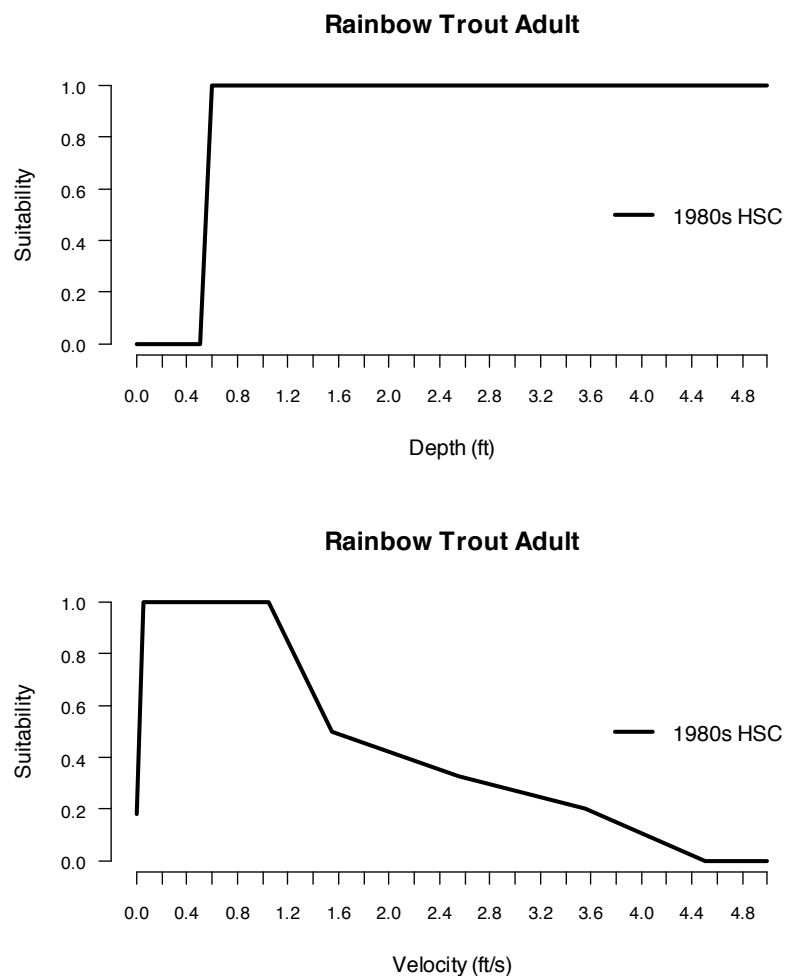 Rainbow Trout Adult
1.0
0.8
0.6
0.4
0.2
0.0
Suitability
1980s HSC
0.0 0.4 0.8 1.2 1.6 2.0 2.4 2.8 3.2 3.6 4.0 4.4 4.8
Depth (ft)
Rainbow Trout Adult
1.0
0.8
0.6
0.4
0.2
0.0
Suitability
1980s HSC
0.0 0.4 0.8 1.2 1.6 2.0 2.4 2.8 3.2 3.6 4.0 4.4 4.8
Velocity (ft/s)